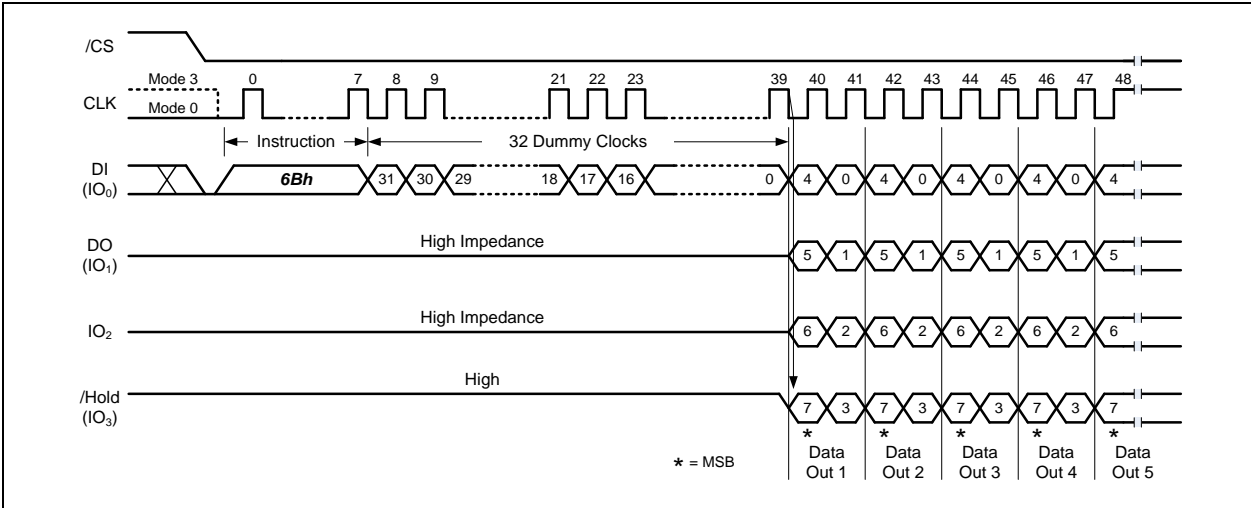 /CS
Mode 3 0 7 8 9 21 22 23 39 40 41 42 43 44 45 46 47 48
CLK
Mode 0
Instruction 32 Dummy Clocks
DI
(IO0)
6Bh 31 30 29 18 17 16 0 4 0 4 0 4 0 4 0 4
High Impedance
DO
(IO1)
5 1 5 1 5 1 5 1 5
High Impedance
IO2
6 2 6 2 6 2 6 2 6
High
/Hold
(IO3)
7 3 7 3 7 3 7 3 7
* * * * *
* = MSB
Data Data Data Data Data
Out 1 Out 2 Out 3 Out 4 Out 5